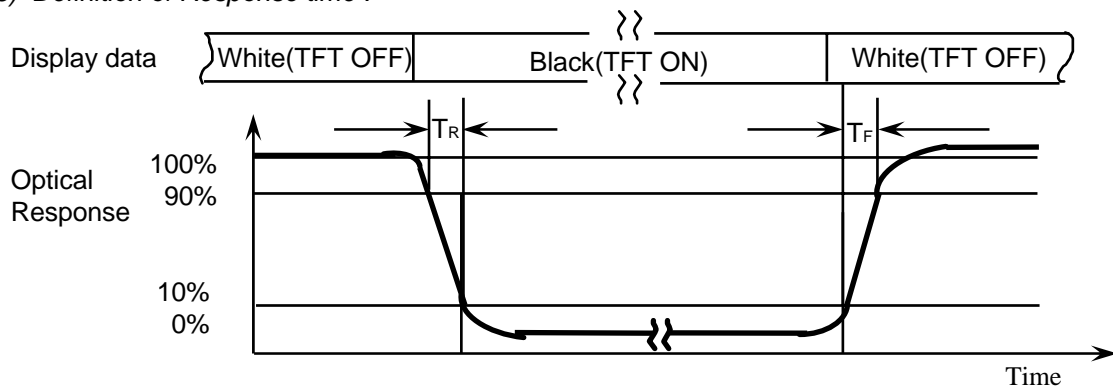 Definition of Response time :
Display data
White(TFT OFF)
Black(TFT ON)
White(TFT OFF)
TR
TF
100%
Optical
Response
90%
10%
0%
Time